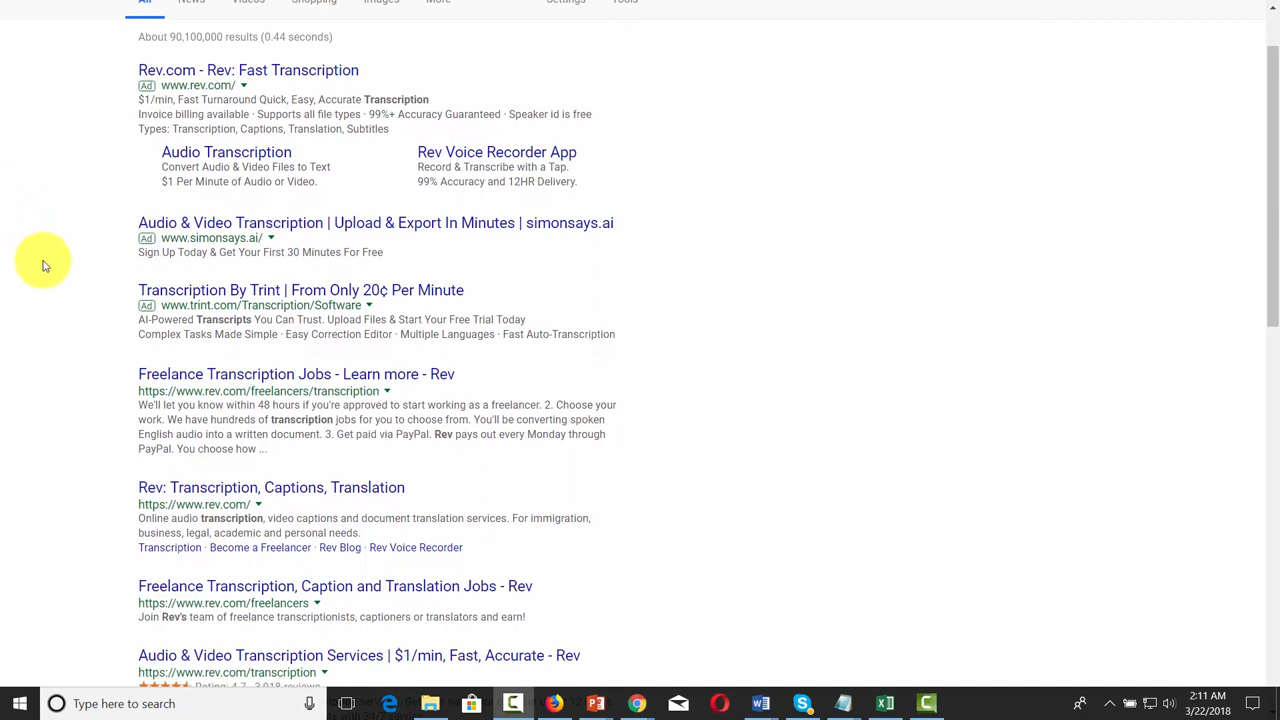 All News Videos Shopping Images More Settings Tools
About 90,100,000 results (0.44 seconds)
Rev.com - Rev: Fast Transcription
Ad www.rev.com/
$1/min, Fast Turnaround Quick, Easy, Accurate Transcription
Invoice billing available · Supports all file types · 99%+ Accuracy Guaranteed · Speaker id is free
Types: Transcription, Captions, Translation, Subtitles
Audio Transcription
Convert Audio & Video Files to Text
$1 Per Minute of Audio or Video.
Rev Voice Recorder App
Record & Transcribe with a Tap.
99% Accuracy and 12HR Delivery.
Audio & Video Transcription | Upload & Export In Minutes | simonsays.ai
Ad www.simonsays.ai/
Sign Up Today & Get Your First 30 Minutes For Free
Transcription By Trint | From Only 20¢ Per Minute
Ad www.trint.com/Transcription/Software
AI-Powered Transcripts You Can Trust. Upload Files & Start Your Free Trial Today
Complex Tasks Made Simple · Easy Correction Editor · Multiple Languages · Fast Auto-Transcription
Freelance Transcription Jobs - Learn more - Rev
https://www.rev.com/freelancers/transcription
We'll let you know within 48 hours if you're approved to start working as a freelancer. 2. Choose your
work. We have hundreds of transcription jobs for you to choose from. You'll be converting spoken
English audio into a written document. 3. Get paid via PayPal. Rev pays out every Monday through
PayPal. You choose how ...
Rev: Transcription, Captions, Translation
https://www.rev.com/
Online audio transcription, video captions and document translation services. For immigration,
business, legal, academic and personal needs.
Transcription · Become a Freelancer · Rev Blog · Rev Voice Recorder
Freelance Transcription, Caption and Translation Jobs - Rev
https://www.rev.com/freelancers
Join Rev's team of freelance transcriptionists, captioners or translators and earn!
Audio & Video Transcription Services | $1/min, Fast, Accurate - Rev
https://www.rev.com/transcription
Rating: 4.7 - 3,918 reviews
Type here to search
2:11 AM
3/22/2018